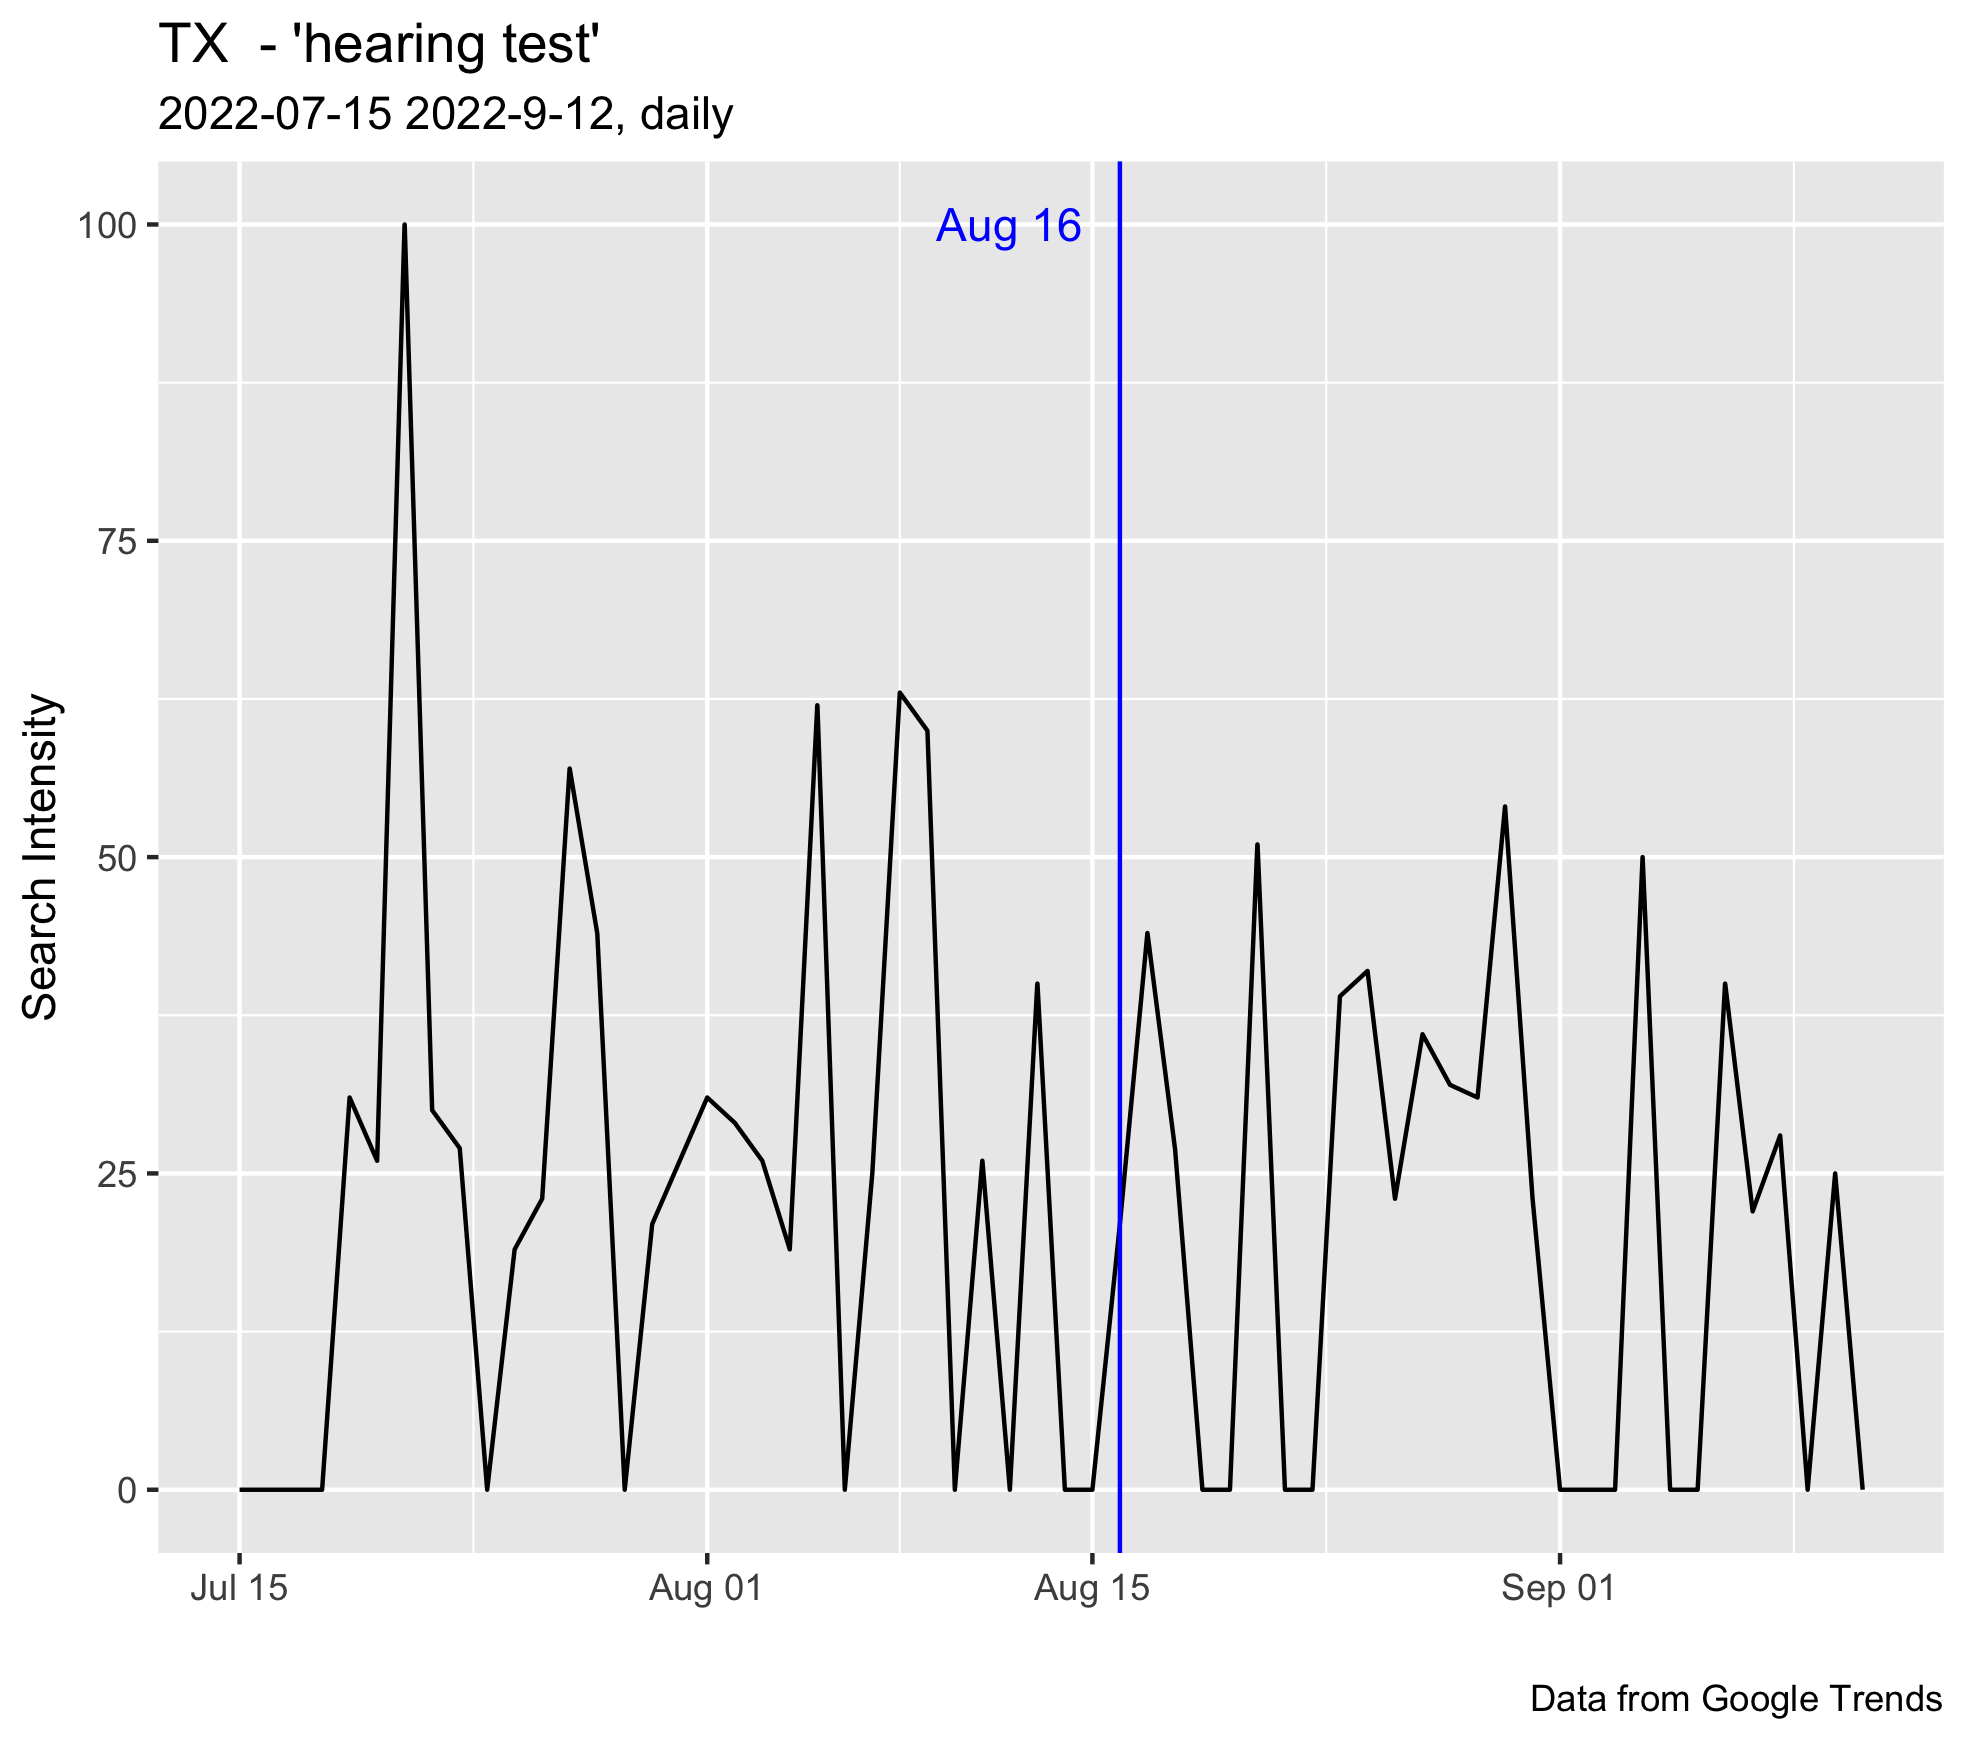 TX  - 'hearing test'
2022-07-15 2022-9-12, daily
Aug 16
100
75
50
25
0
Search Intensity
Jul 15
Aug 01
Aug 15
Sep 01
Data from Google Trends